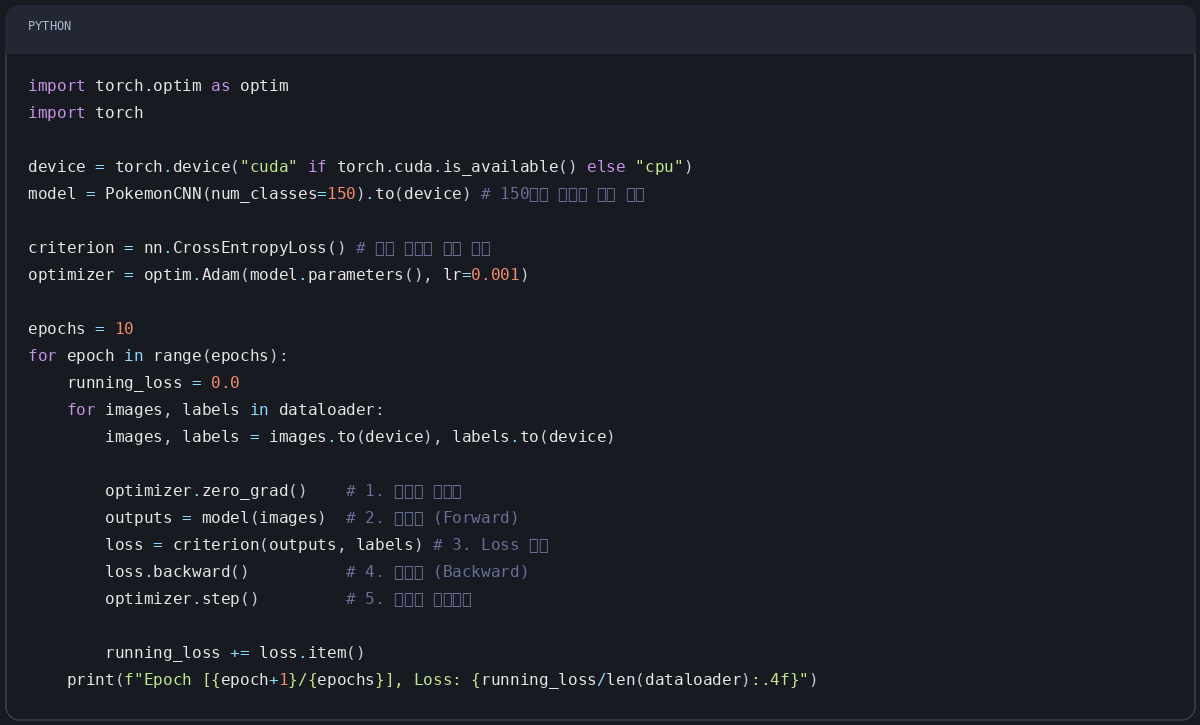 PYTHON
import torch.optim as optim
import torch
device = torch.device("cuda" if torch.cuda.is_available() else "cpu")
model = PokemonCNN(num_classes=150).to(device) # 150
criterion = nn.CrossEntropyLoss() #
optimizer = optim.Adam(model.parameters(), lr=0.001)
epochs = 10
for epoch in range(epochs):
    running_loss = 0.0
    for images, labels in dataloader:
        images, labels = images.to(device), labels.to(device)
        optimizer.zero_grad()    # 1.
        outputs = model(images)  # 2. (Forward)
        loss = criterion(outputs, labels) # 3. Loss
        loss.backward()          # 4. (Backward)
        optimizer.step()         # 5.
        running_loss += loss.item()
    print(f"Epoch [{epoch+1}/{epochs}], Loss: {running_loss/len(dataloader):.4f}")